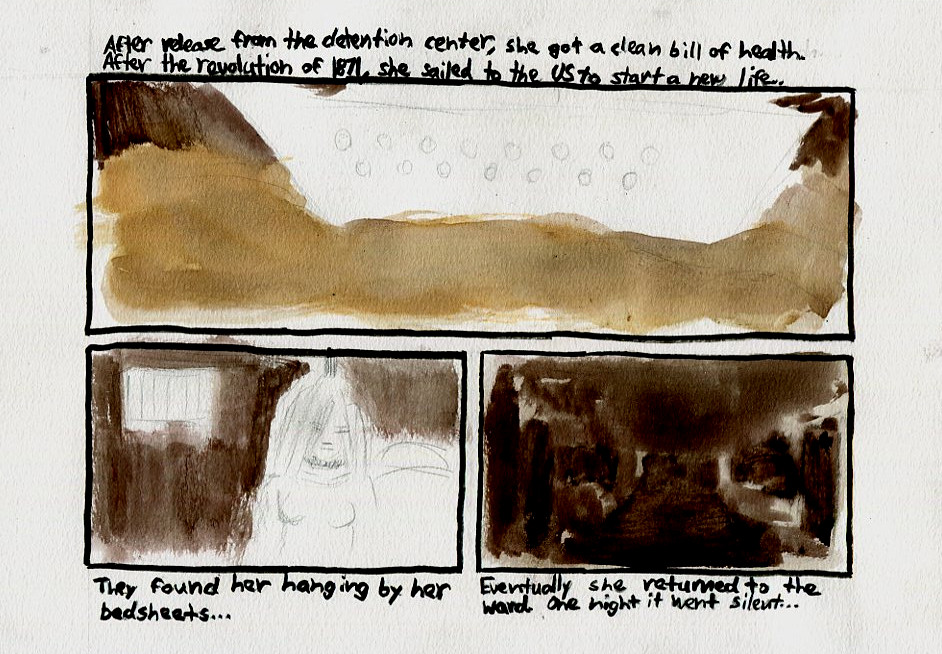 After release from the detention center, she got a clean bill of health.
After the revolution of 1871, she sailed to the US to start a new life.
They found her hanging by her
bedsheets...
Eventually she returned to the
ward. One night it went silent...